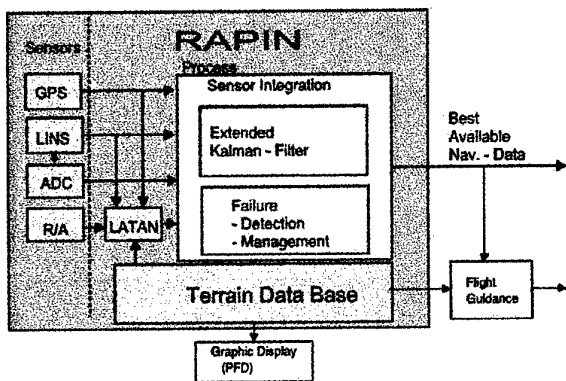 RAPIN
Sensors
Process
Sensor Integration
GPS
LINS
ADC
R/A
LATAN
Extended
Kalman - Filter
Failure
- Detection
- Management
Terrain Data Base
Best
Available
Nav. - Data
Flight
Guidance
Graphic Display
(PFD)